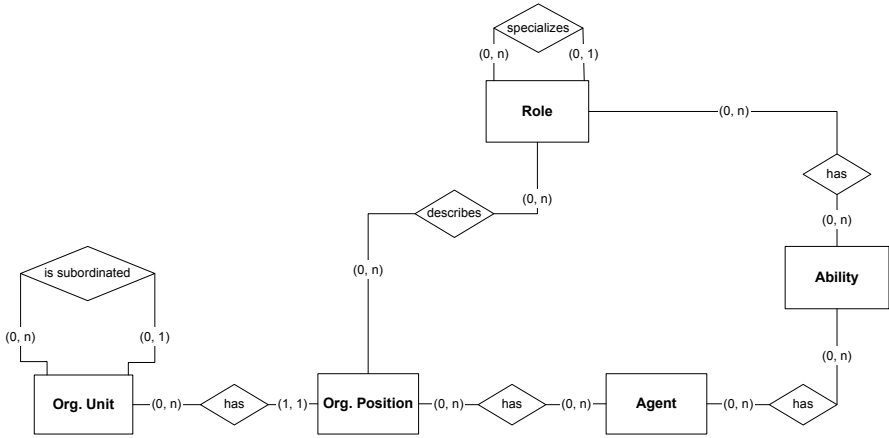 specializes
(0, n)
(0, 1)
Role
(0, n)
has
(0, n)
describes
(0, n)
(0, n)
is subordinated
Ability
(0, n)
(0, n)
(0, 1)
(0, n)
Org. Unit
(0, n)
has
(1, 1)
Org. Position
(0, n)
has
(0, n)
Agent
(0, n)
has